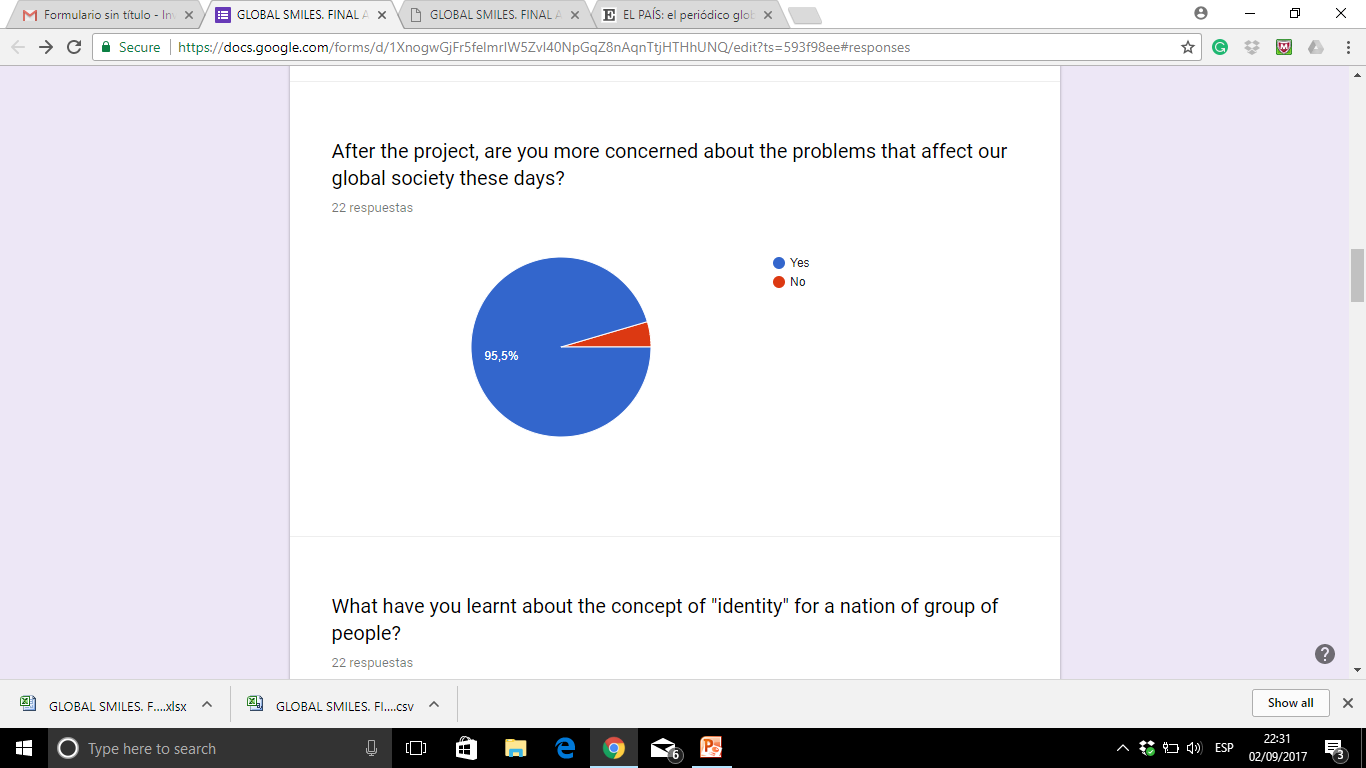 Formulario sin título - In
GLOBAL SMILES. FINAL A
GLOBAL SMILES. FINAL A
EL PAÍS: el periódico glob
Secure
https://docs.google.com/forms/d/1XnogwGjFr5feImrIW5ZvI40NpGqZ8nAqnTtjHTHhUNQ/edit?ts=593f98ee#responses
After the project, are you more concerned about the problems that affect our
global society these days?
22 respuestas
Yes
No
95,5%
What have you learnt about the concept of "identity" for a nation of group of
people?
22 respuestas
GLOBAL SMILES. F....xlsx
GLOBAL SMILES. FI....csv
Show all
Type here to search
6
ESP
22:31
02/09/2017
3